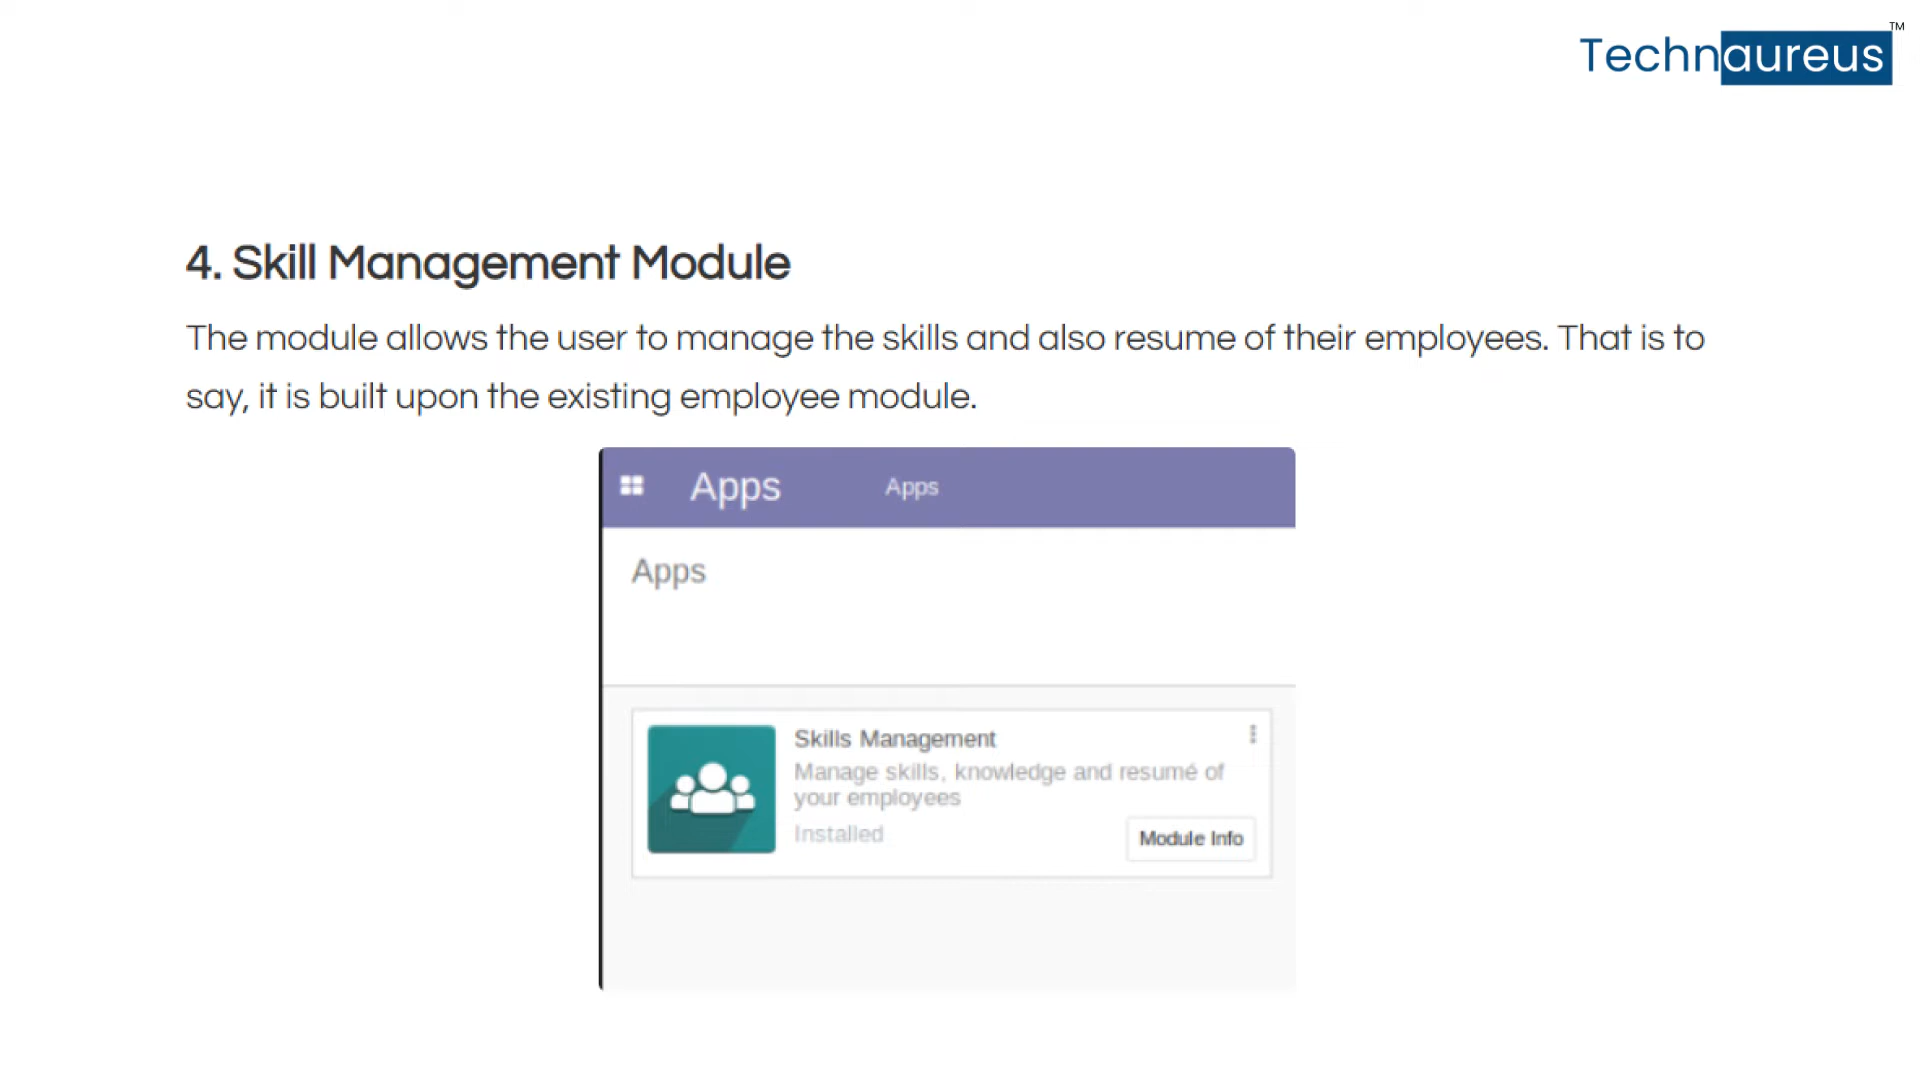 Technaureus™
4. Skill Management Module
The module allows the user to manage the skills and also resume of their employees. That is to
say, it is built upon the existing employee module.
Apps Apps
Apps
Skills Management
Manage skills, knowledge and resumé of
your employees
Installed
Module Info